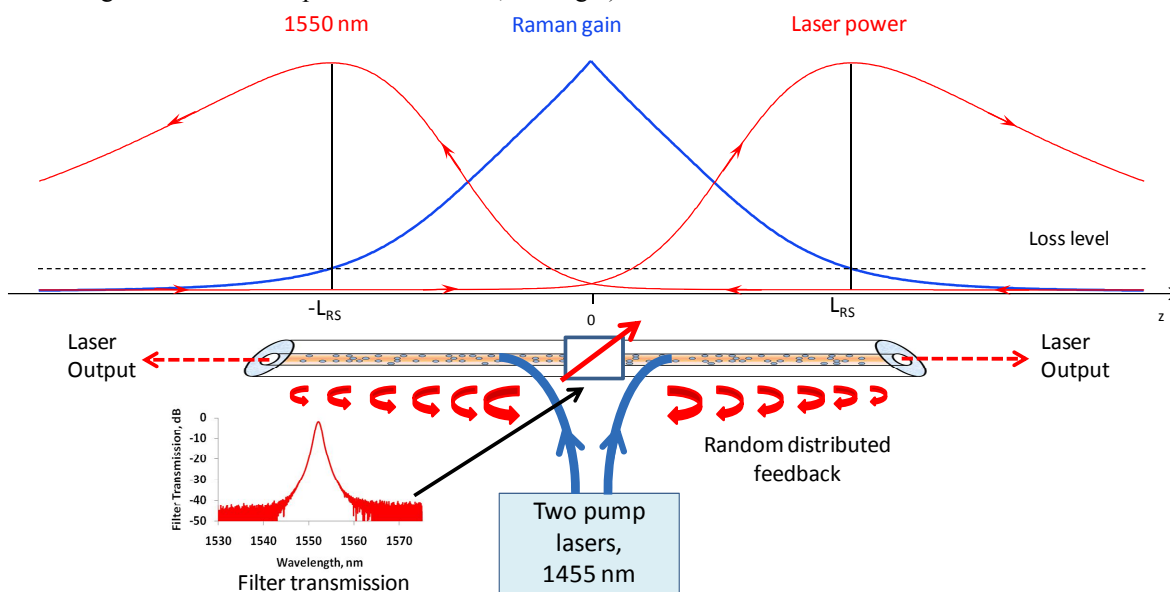 1550 nm
Raman gain
Laser power
Loss level
-L_RS
0
L_RS
z
Laser
Output
Laser
Output
Random distributed
feedback
Filter Transmission, dB
0
-10
-20
-30
-40
-50
1530 1540 1550 1560 1570
Wavelength, nm
Filter transmission
Two pump
lasers,
1455 nm